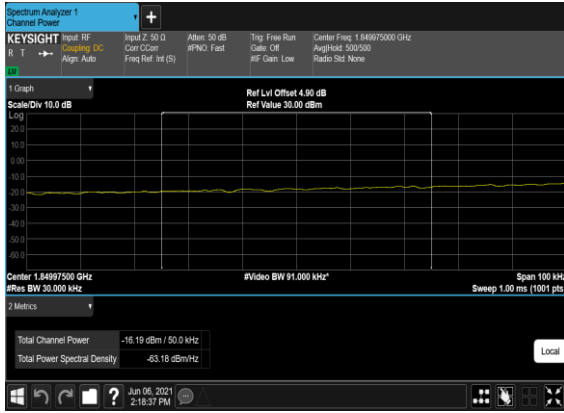 Spectrum Analyzer 1
Channel Power
+
KEYSIGHT Input: RF Input Z: 50 Ω Atten: 50 dB Trig: Free Run Center Freq: 1.849975000 GHz
R T Coupling: DC Corr CCorr #PNO: Fast Gate: Off Avg|Hold: 500/500
Align: Auto Freq Ref: Int (S) #IF Gain: Low Radio Std: None
1 Graph
Ref Lvl Offset 4.90 dB
Scale/Div 10.0 dB Ref Value 30.00 dBm
Log
20.0
10.0
0.00
-10.0
-20.0
-30.0
-40.0
-50.0
-60.0
Center 1.84997500 GHz #Video BW 91.000 kHz* Span 100 kHz
#Res BW 30.000 kHz Sweep 1.00 ms (1001 pts
2 Metrics
Total Channel Power -16.19 dBm / 50.0 kHz
Total Power Spectral Density -63.18 dBm/Hz
Local
? Jun 06, 2021
2:18:37 PM